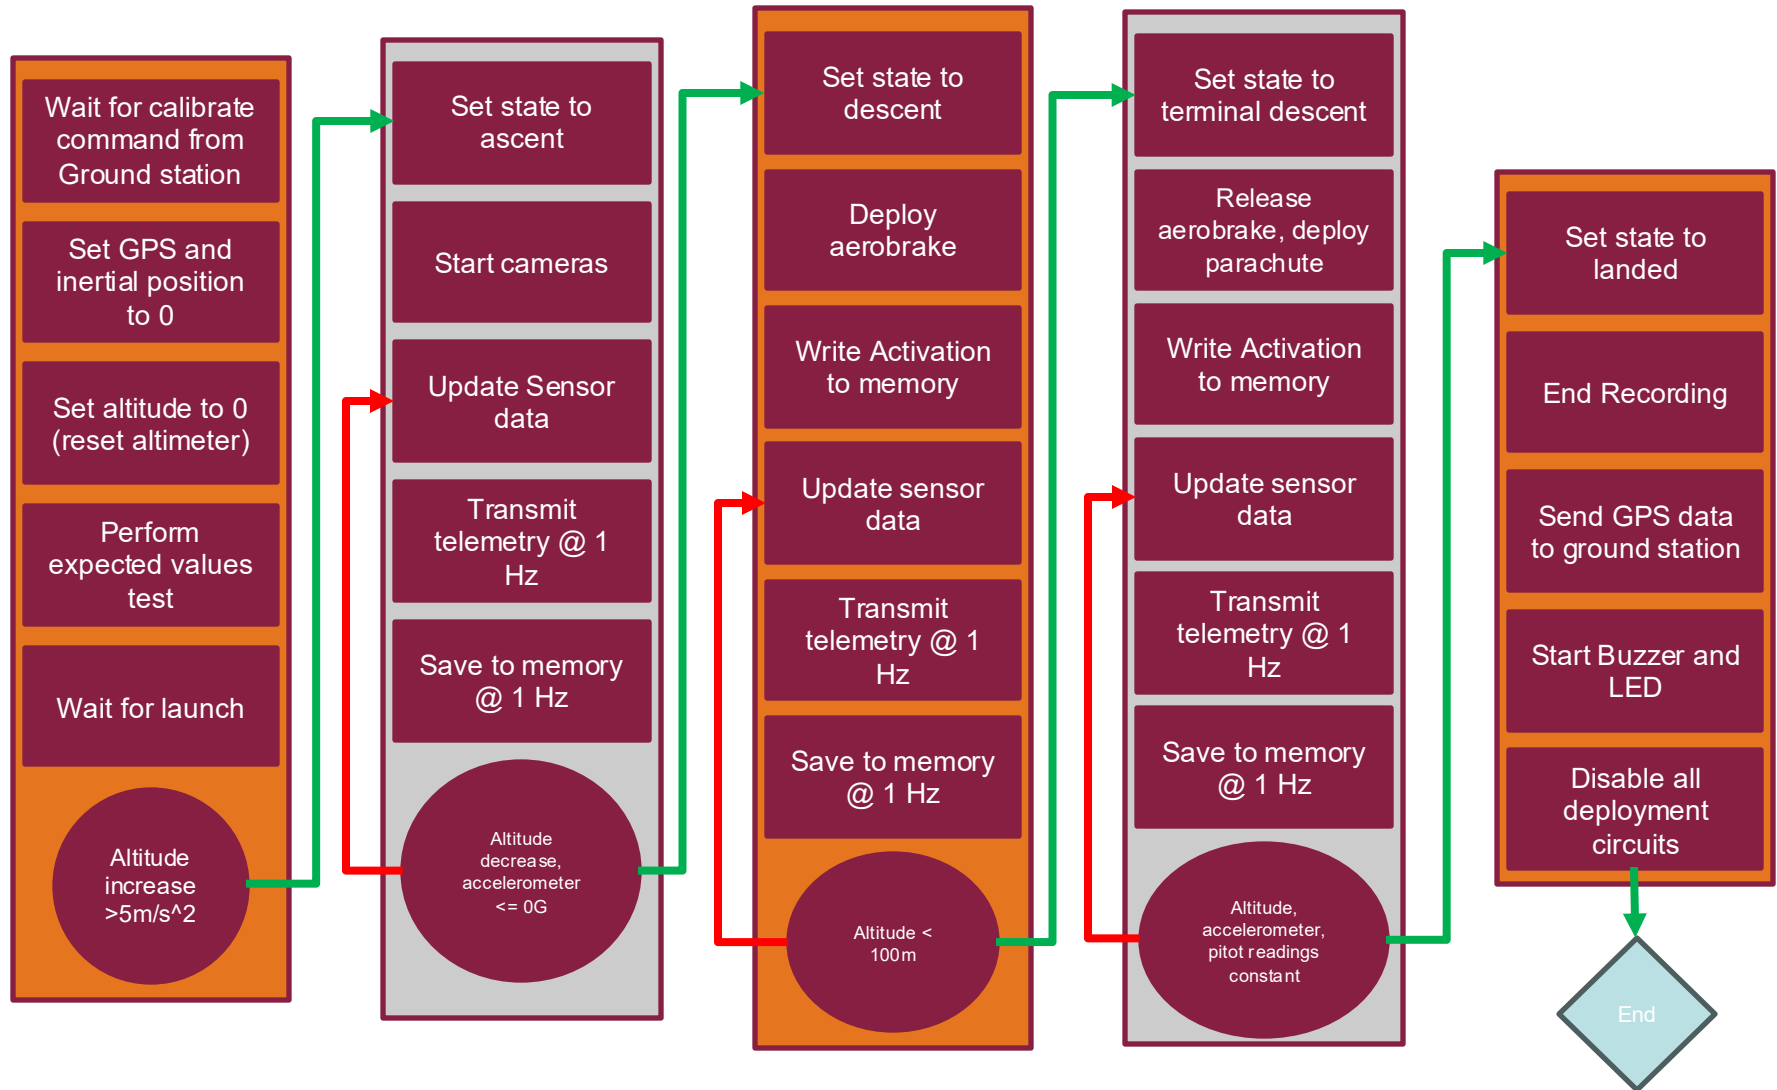 Wait for calibrate
command from
Ground station
Set GPS and
inertial position
to 0
Set altitude to 0
(reset altimeter)
Perform
expected values
test
Wait for launch
Altitude
increase
>5m/s^2
Set state to
ascent
Start cameras
Update Sensor
data
Transmit
telemetry @ 1
Hz
Save to memory
@ 1 Hz
Altitude
decrease,
accelerometer
<= 0G
Set state to
descent
Deploy
aerobrake
Write Activation
to memory
Update sensor
data
Transmit
telemetry @ 1
Hz
Save to memory
@ 1 Hz
Altitude <
100m
Set state to
terminal descent
Release
aerobrake, deploy
parachute
Write Activation
to memory
Update sensor
data
Transmit
telemetry @ 1
Hz
Save to memory
@ 1 Hz
Altitude,
accelerometer,
pitot readings
constant
Set state to
landed
End Recording
Send GPS data
to ground station
Start Buzzer and
LED
Disable all
deployment
circuits
End